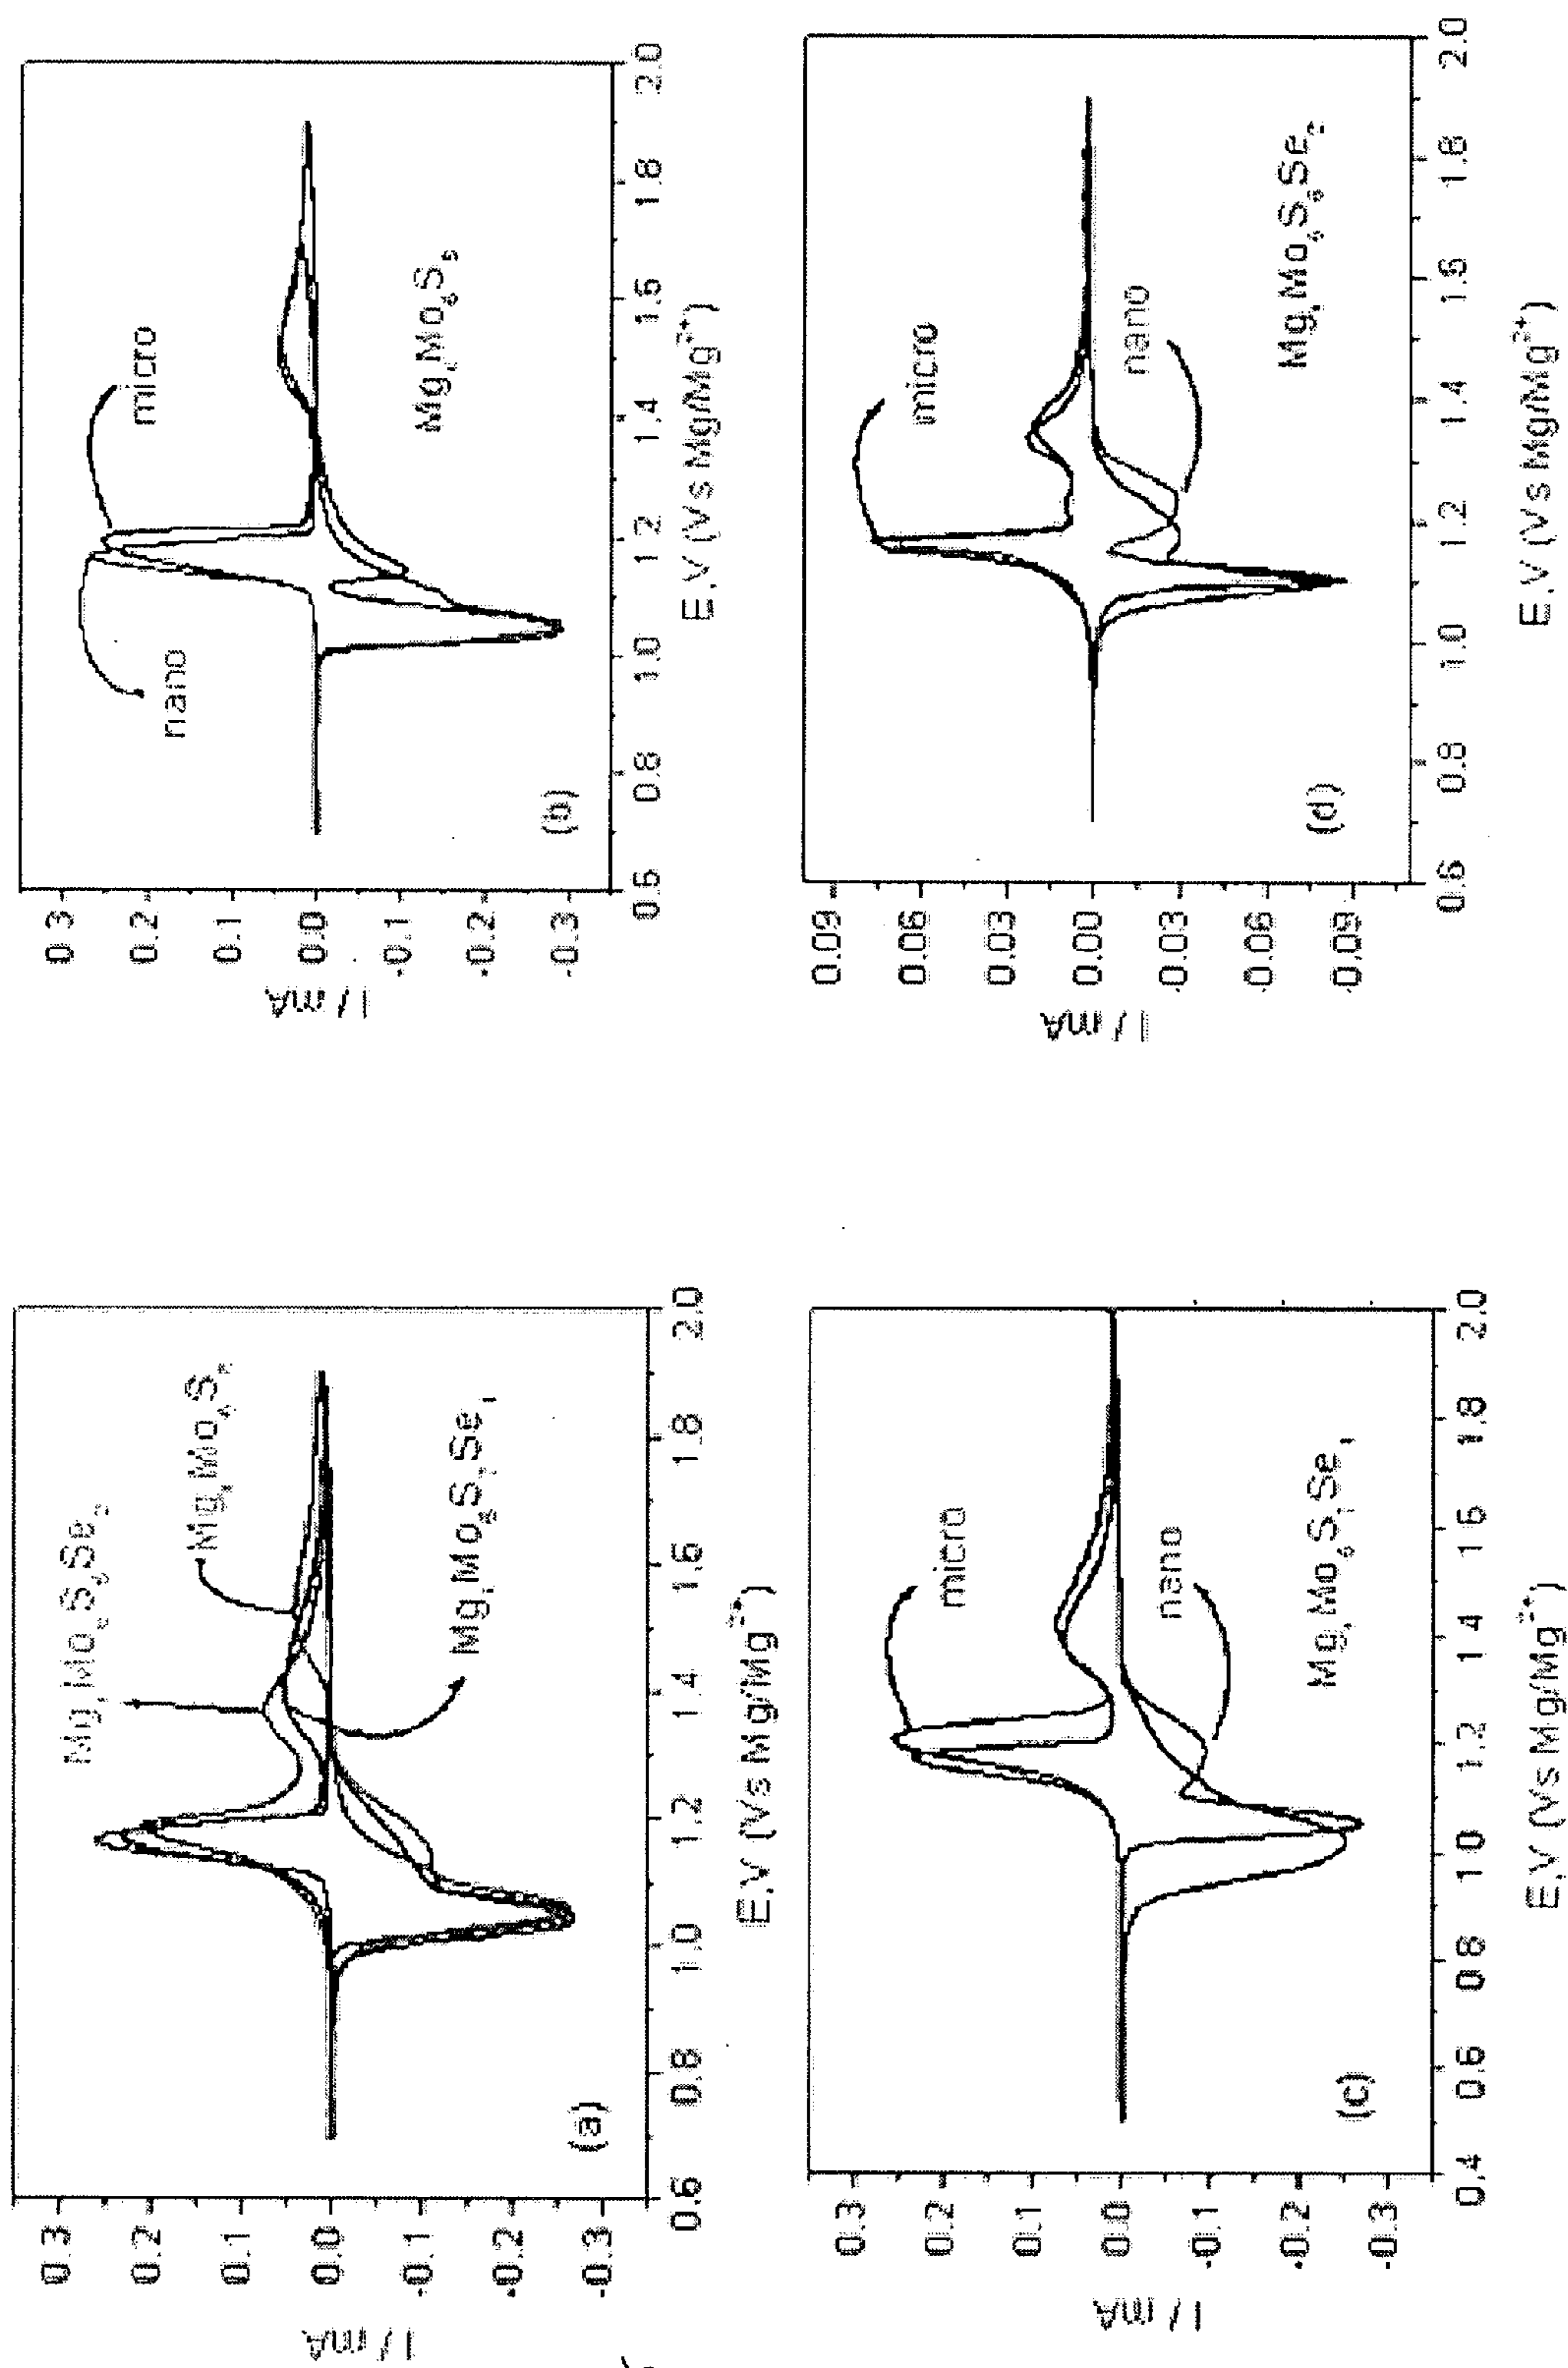 MgₓMo₆S₆Se₂
MgₓMo₆S₈
MgₓMo₆S₇Se₁
(a)
0.3
0.2
0.1
0.0
-0.1
-0.2
-0.3
I / mA
0.6 0.8 1.0 1.2 1.4 1.6 1.8 2.0
E,V (Vs Mg/Mg²⁺)
nano
micro
MgₓMo₆S₈
(b)
0.3
0.2
0.1
0.0
-0.1
-0.2
-0.3
I / mA
0.6 0.8 1.0 1.2 1.4 1.6 1.8 2.0
E,V (Vs Mg/Mg²⁺)
micro
nano
MgₓMo₆S₇Se₁
(c)
0.3
0.2
0.1
0.0
-0.1
-0.2
-0.3
I / mA
0.4 0.6 0.8 1.0 1.2 1.4 1.6 1.8 2.0
E,V (Vs Mg/Mg²⁺)
micro
nano
MgₓMo₆S₆Se₂
(d)
0.09
0.06
0.03
0.00
-0.03
-0.06
-0.09
I / mA
0.6 0.8 1.0 1.2 1.4 1.6 1.8 2.0
E,V (Vs Mg/Mg²⁺)